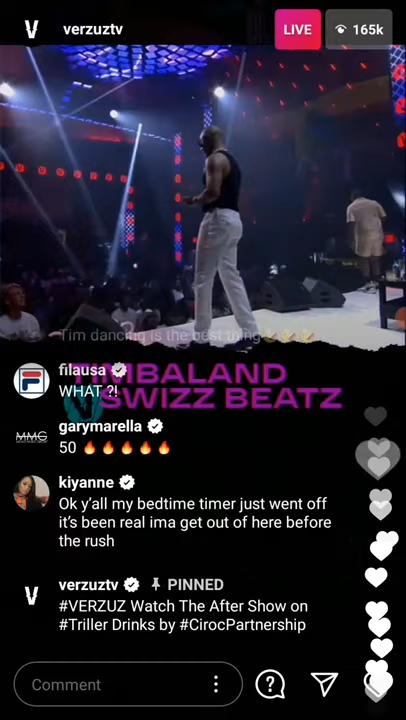 verzuztv
LIVE
165k
Tim dancing is the best thing
filausa
WHAT ?!
TIMBALAND
SWIZZ BEATZ
garymarella
MMG
50
kiyanne
Ok y'all my bedtime timer just went off
it's been real ima get out of here before
the rush
verzuztv
PINNED
#VERZUZ Watch The After Show on
#Triller Drinks by #CirocPartnership
Comment